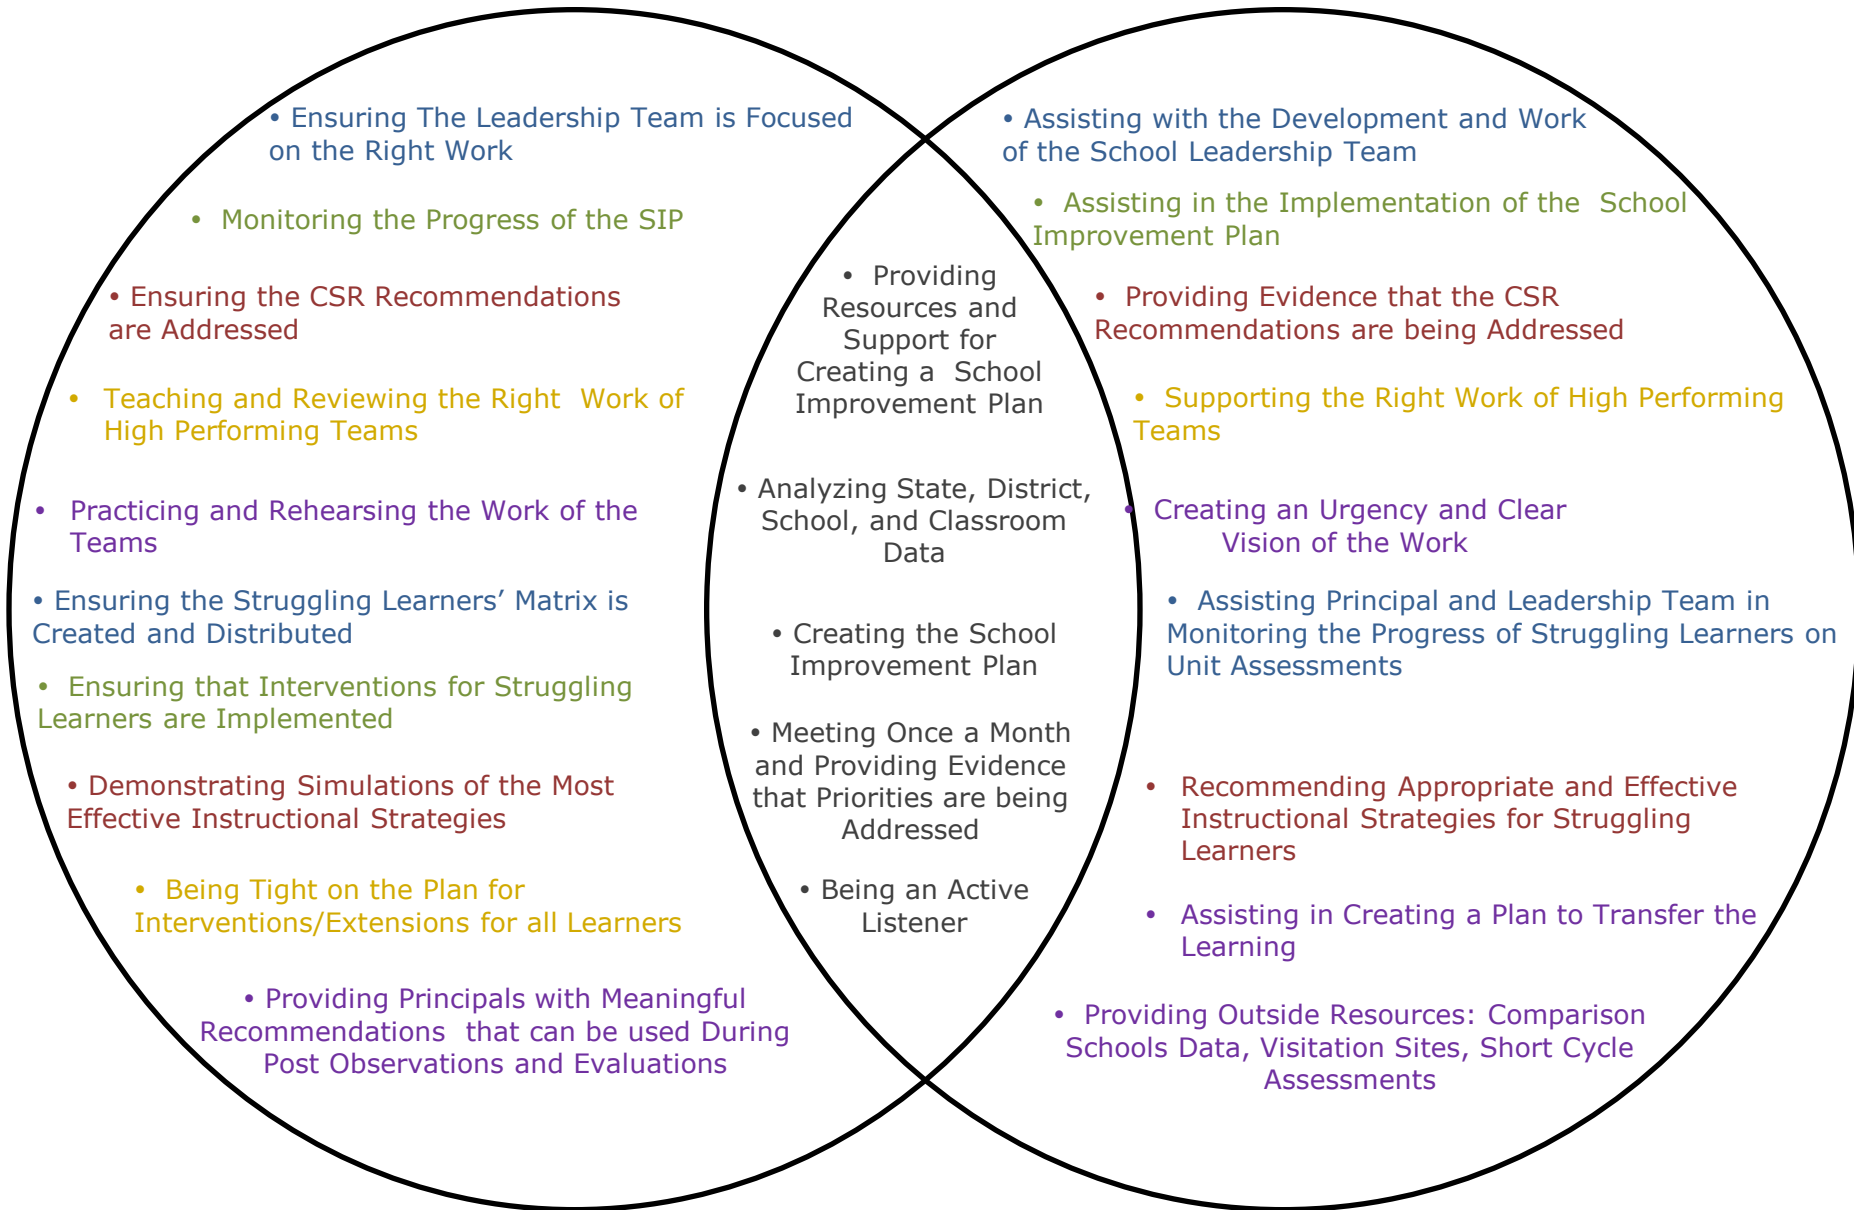 • Ensuring The Leadership Team is Focused
on the Right Work
• Monitoring the Progress of the SIP
• Ensuring the CSR Recommendations
are Addressed
• Teaching and Reviewing the Right Work of
High Performing Teams
• Practicing and Rehearsing the Work of the
Teams
• Ensuring the Struggling Learners’ Matrix is
Created and Distributed
• Ensuring that Interventions for Struggling
Learners are Implemented
• Demonstrating Simulations of the Most
Effective Instructional Strategies
• Being Tight on the Plan for
Interventions/Extensions for all Learners
• Providing Principals with Meaningful
Recommendations that can be used During
Post Observations and Evaluations
• Providing
Resources and
Support for
Creating a School
Improvement Plan
• Analyzing State, District,
School, and Classroom
Data
• Creating the School
Improvement Plan
• Meeting Once a Month
and Providing Evidence
that Priorities are being
Addressed
• Being an Active
Listener
• Assisting with the Development and Work
of the School Leadership Team
• Assisting in the Implementation of the School
Improvement Plan
• Providing Evidence that the CSR
Recommendations are being Addressed
• Supporting the Right Work of High Performing
Teams
• Creating an Urgency and Clear
Vision of the Work
• Assisting Principal and Leadership Team in
Monitoring the Progress of Struggling Learners on
Unit Assessments
• Recommending Appropriate and Effective
Instructional Strategies for Struggling
Learners
• Assisting in Creating a Plan to Transfer the
Learning
• Providing Outside Resources: Comparison
Schools Data, Visitation Sites, Short Cycle
Assessments